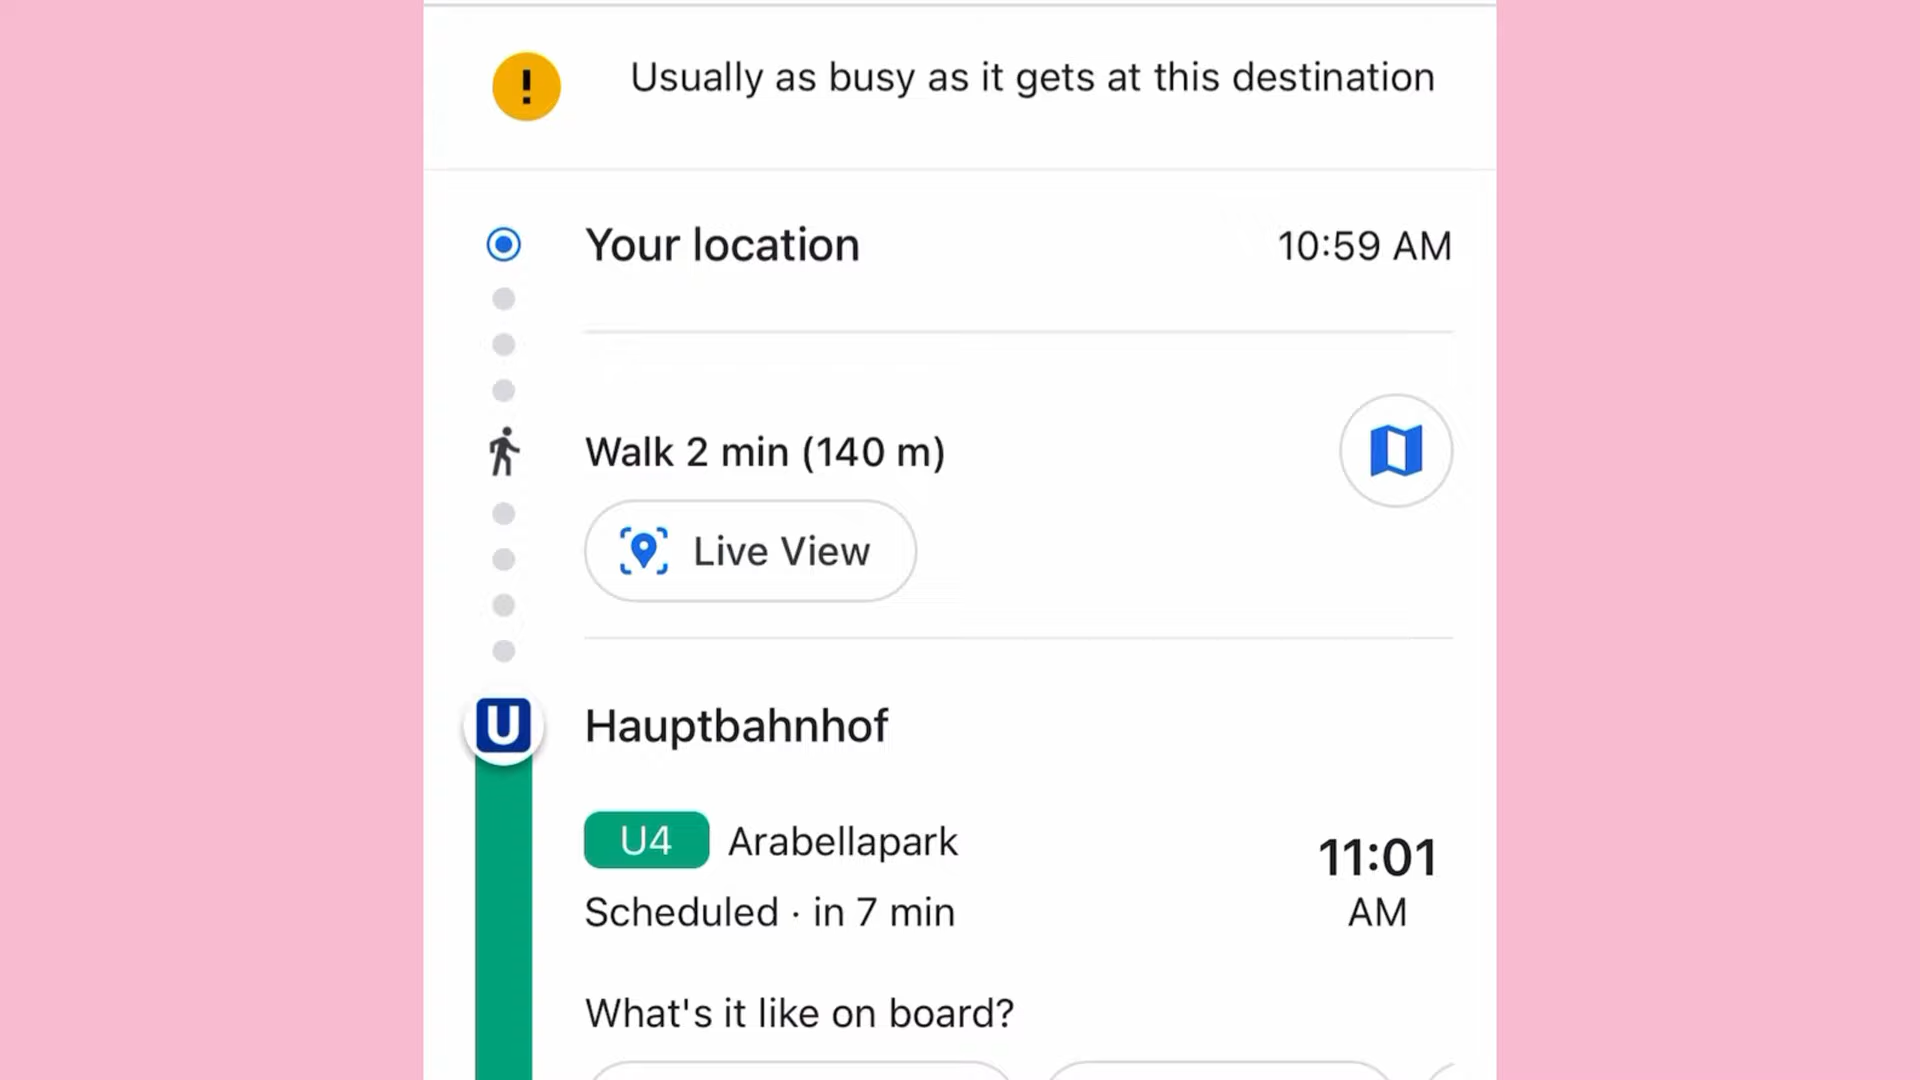 !
Usually as busy as it gets at this destination
Your location
10:59 AM
Walk 2 min (140 m)
Live View
U
Hauptbahnhof
U4 Arabellapark
11:01
AM
Scheduled · in 7 min
What's it like on board?